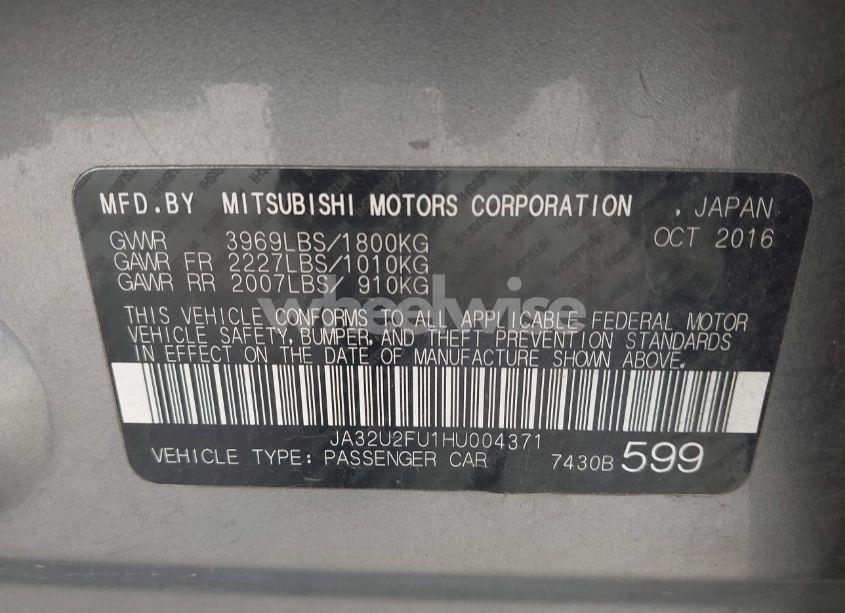 MFD.BY MITSUBISHI MOTORS CORPORATION , JAPAN
GVWR 3969LBS/1800KG OCT 2016
GAWR FR 2227LBS/1010KG
GAWR RR 2007LBS/ 910KG
wheelwise
THIS VEHICLE CONFORMS TO ALL APPLICABLE FEDERAL MOTOR
VEHICLE SAFETY, BUMPER, AND THEFT PREVENTION STANDARDS
IN EFFECT ON THE DATE OF MANUFACTURE SHOWN ABOVE.
JA32U2FU1HU004371
VEHICLE TYPE: PASSENGER CAR 7430B 599